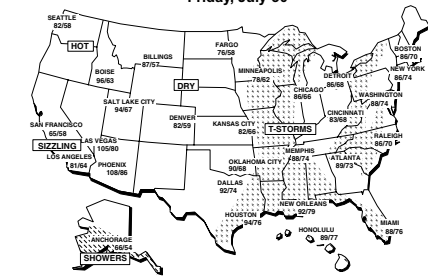 Friday, July 30
SEATTLE
82/58
HOT
BILLINGS
87/57
FARGO
76/58
BOISE
96/63
MINNEAPOLIS
78/62
DETROIT
86/68
BOSTON
86/70
NEW YORK
86/74
DRY
CHICAGO
86/66
WASHINGTON
88/74
SALT LAKE CITY
94/67
DENVER
82/59
CINCINNATI
83/68
SAN FRANCISCO
65/58
KANSAS CITY
82/66
T-STORMS
RALEIGH
86/70
SIZZLING
LAS VEGAS
105/80
LOS ANGELES
81/64
PHOENIX
108/86
OKLAHOMA CITY
90/68
MEMPHIS
88/74
ATLANTA
89/73
DALLAS
92/74
HOUSTON
94/76
NEW ORLEANS
92/79
MIAMI
88/76
ANCHORAGE
66/54
SHOWERS
HONOLULU
89/77